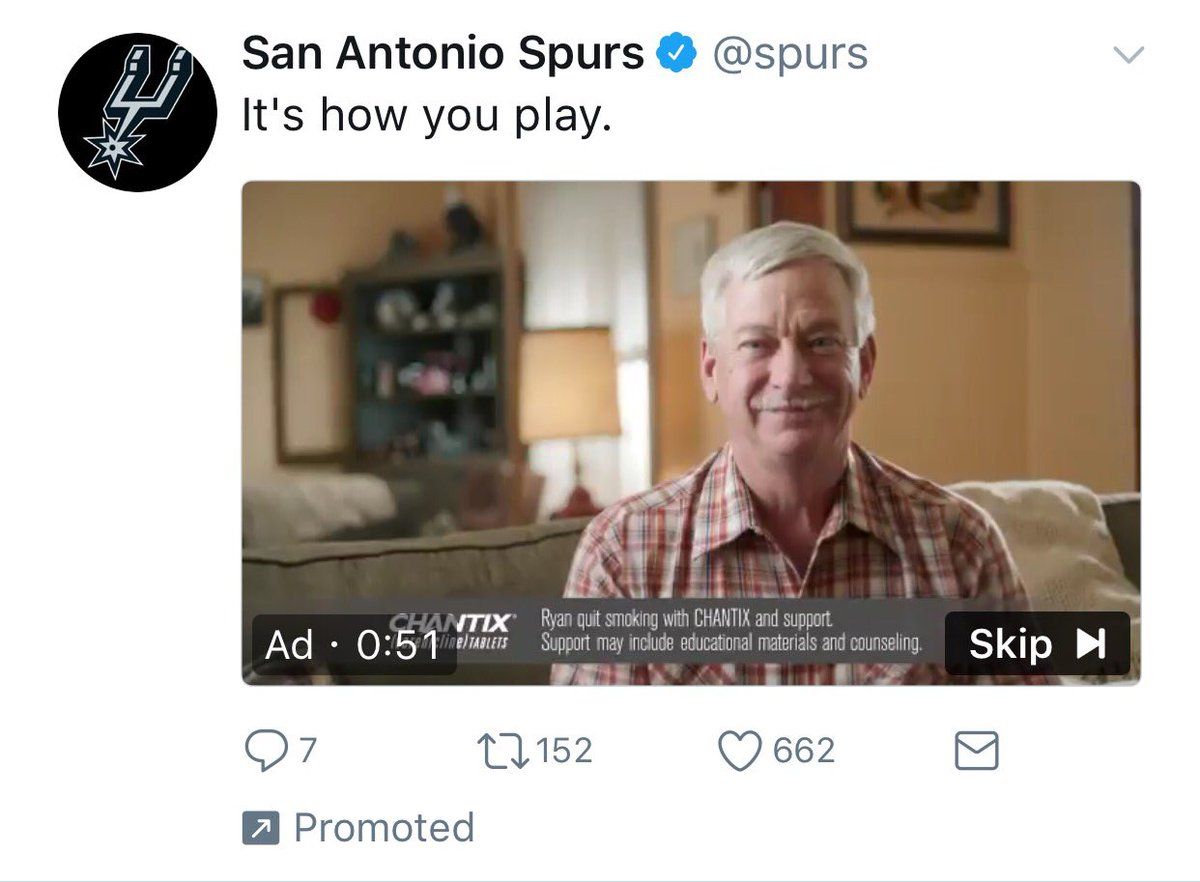 San Antonio Spurs @spurs
It's how you play.
CHANTIX Ryan quit smoking with CHANTIX and support.
TABLETS Support may include educational materials and counseling.
Ad · 0:51
Skip
7 152 662
Promoted